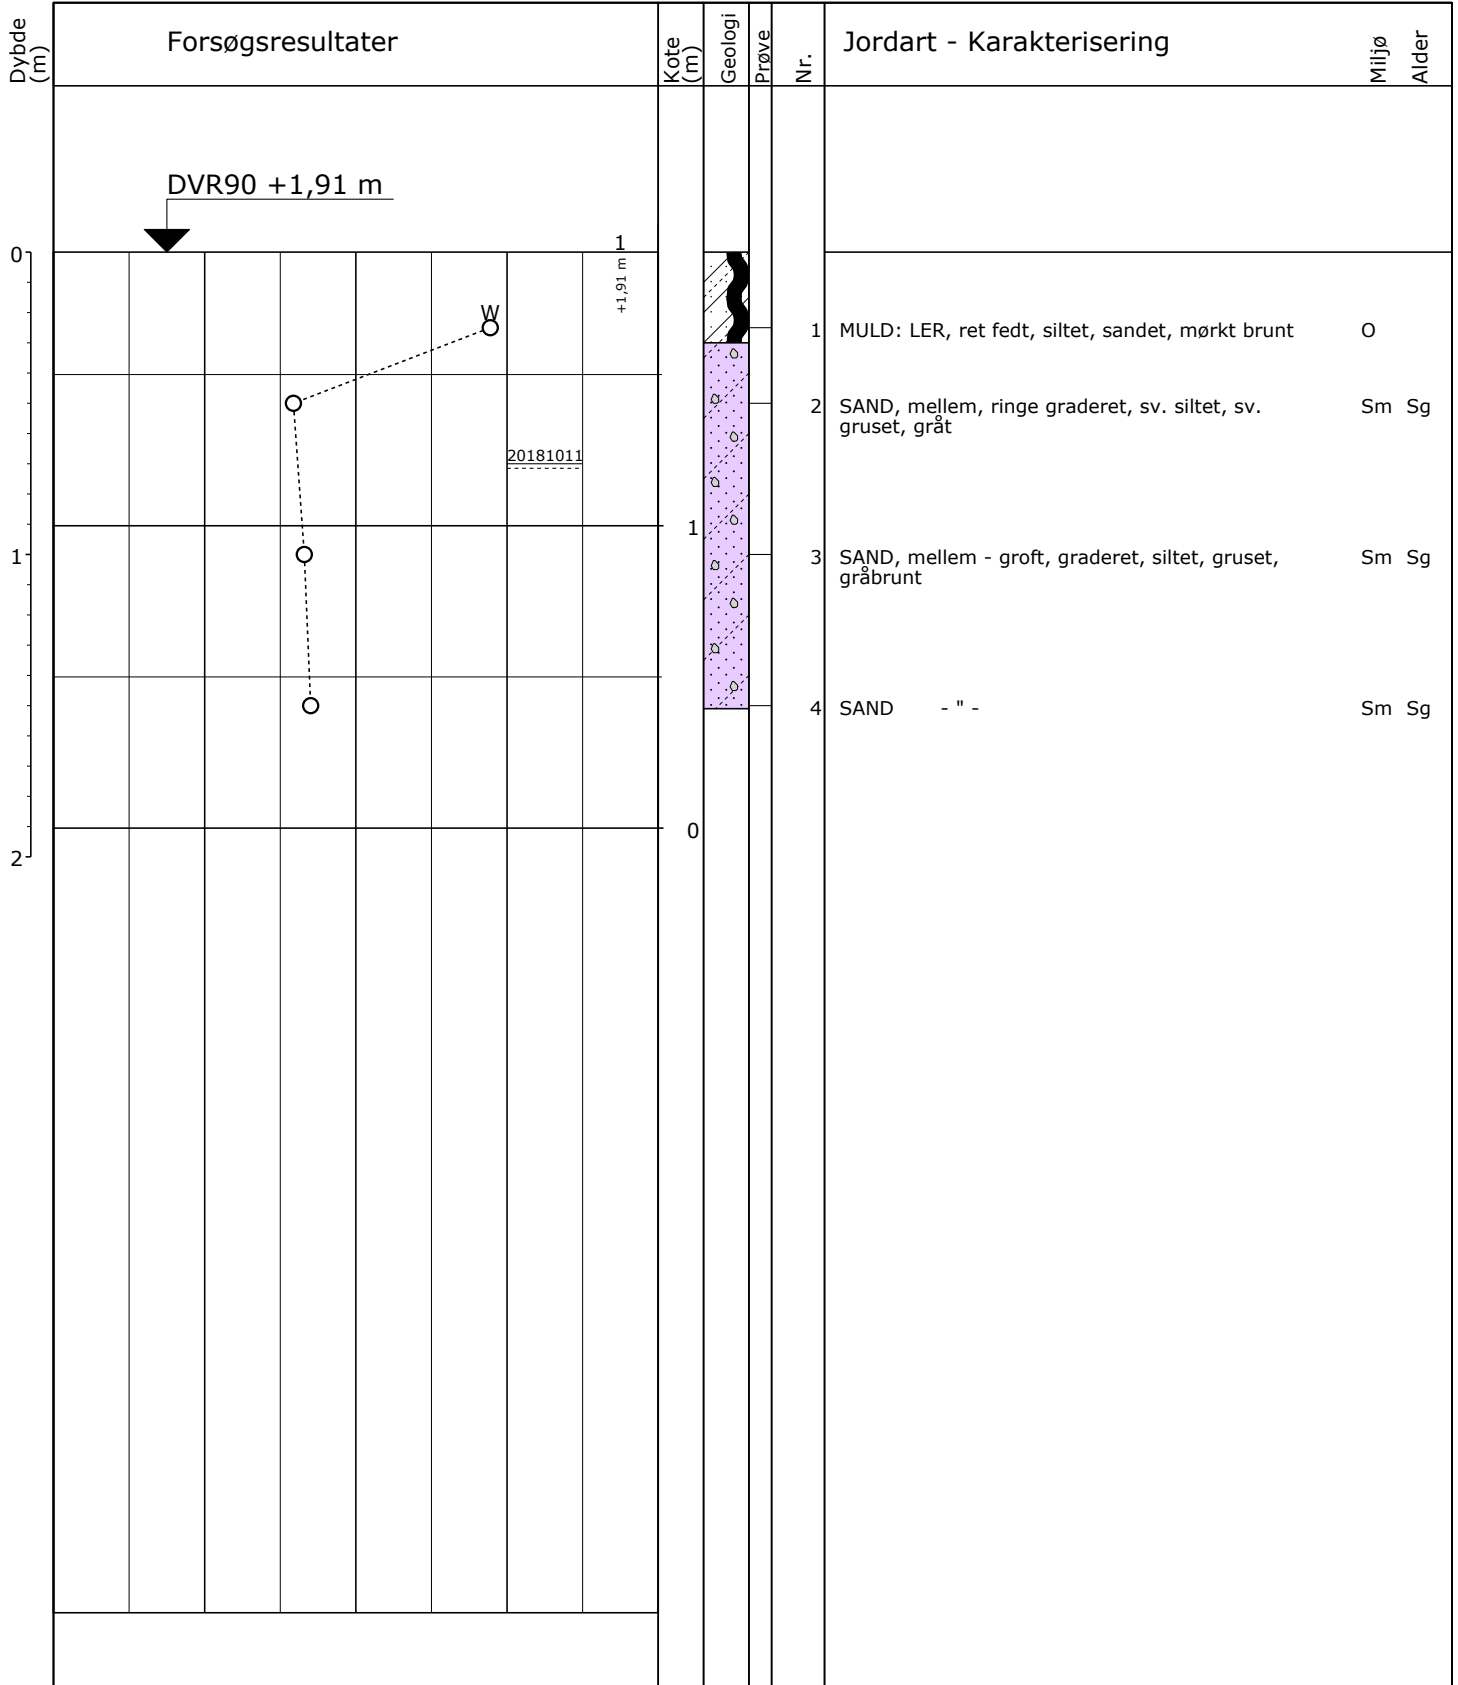 Dybde
(m)
Forsøgsresultater
Kote
(m)
Geologi
Prøve
Nr.
Jordart - Karakterisering
Miljø
Alder
DVR90 +1,91 m
0
1
+1,91 m
W
1 MULD: LER, ret fedt, siltet, sandet, mørkt brunt O
2 SAND, mellem, ringe graderet, sv. siltet, sv. Sm Sg
gruset, gråt
20181011
1
1
3 SAND, mellem - groft, graderet, siltet, gruset, Sm Sg
gråbrunt
4 SAND - " - Sm Sg
0
2